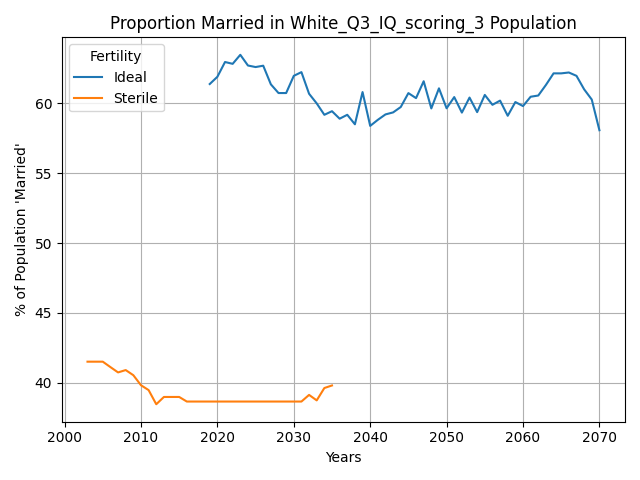 Proportion Married in White_Q3_IQ_scoring_3 Population
Fertility
Ideal
Sterile
% of Population 'Married'
60
55
50
45
40
2000 2010 2020 2030 2040 2050 2060 2070
Years